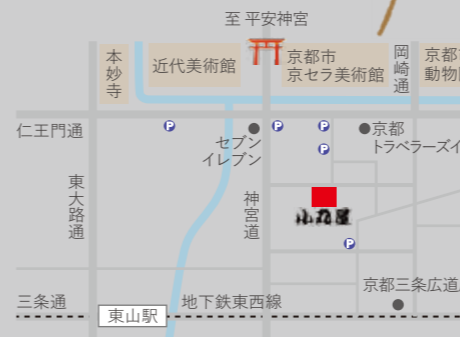 至 平安神宮
本妙寺
近代美術館
京都市
京セラ美術館
岡崎通
京都
動物
仁王門通
P
セブン
イレブン
P
P
P
京都
トラベラーズイ
東大路通
神宮道
P
京都三条広道
三条通
地下鉄東西線
東山駅